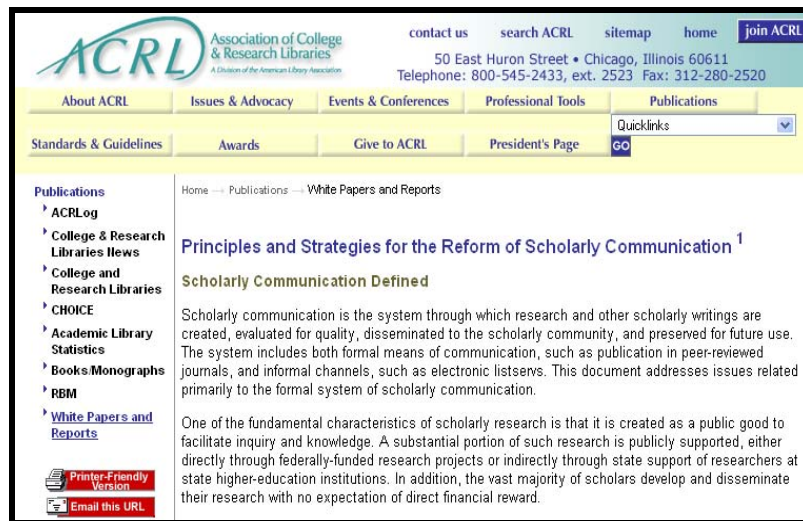 ACRL
Association of College
& Research Libraries
A Division of the American Library Association
contact us search ACRL sitemap home join ACRL
50 East Huron Street • Chicago, Illinois 60611
Telephone: 800-545-2433, ext. 2523 Fax: 312-280-2520
About ACRL Issues & Advocacy Events & Conferences Professional Tools Publications
Quicklinks
Standards & Guidelines Awards Give to ACRL President's Page GO
Publications
ACRLog
College & Research
Libraries News
College and
Research Libraries
CHOICE
Academic Library
Statistics
Books/Monographs
RBM
White Papers and
Reports
Printer-Friendly
Version
Email this URL
Home → Publications → White Papers and Reports
Principles and Strategies for the Reform of Scholarly Communication 1
Scholarly Communication Defined
Scholarly communication is the system through which research and other scholarly writings are
created, evaluated for quality, disseminated to the scholarly community, and preserved for future use.
The system includes both formal means of communication, such as publication in peer-reviewed
journals, and informal channels, such as electronic listservs. This document addresses issues related
primarily to the formal system of scholarly communication.
One of the fundamental characteristics of scholarly research is that it is created as a public good to
facilitate inquiry and knowledge. A substantial portion of such research is publicly supported, either
directly through federally-funded research projects or indirectly through state support of researchers at
state higher-education institutions. In addition, the vast majority of scholars develop and disseminate
their research with no expectation of direct financial reward.